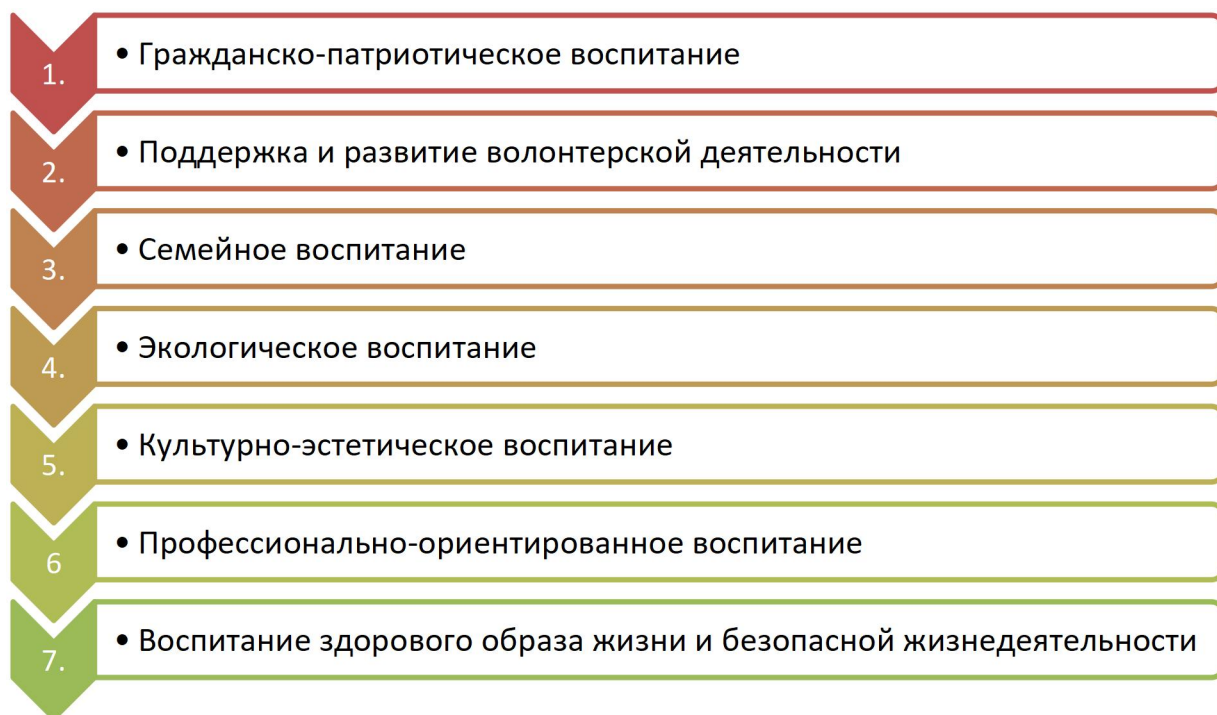 1. • Гражданско-патриотическое воспитание
2. • Поддержка и развитие волонтерской деятельности
3. • Семейное воспитание
4. • Экологическое воспитание
5. • Культурно-эстетическое воспитание
6 • Профессионально-ориентированное воспитание
7. • Воспитание здорового образа жизни и безопасной жизнедеятельности